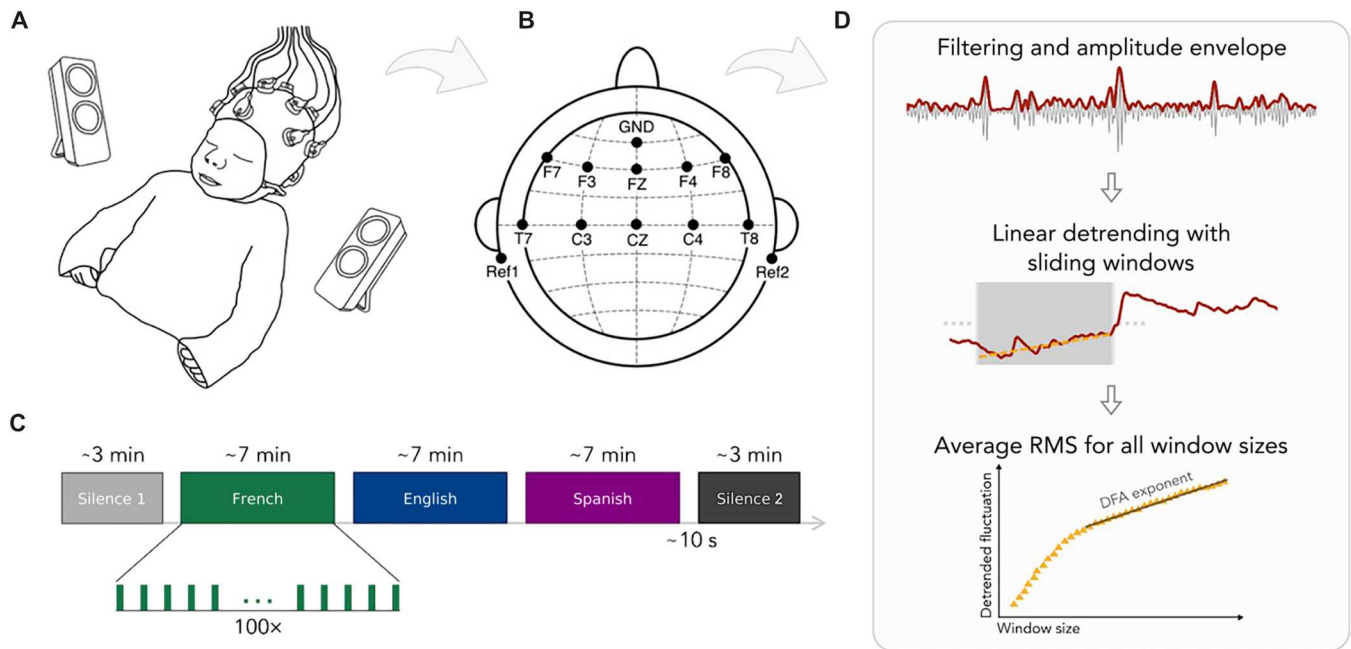 A
B
GND
F7
F3
FZ
F4
F8
T7
C3
CZ
C4
T8
Ref1
Ref2
C
~3 min
~7 min
~7 min
~7 min
~3 min
Silence 1
French
English
Spanish
Silence 2
~10 s
...
100×
D
Filtering and amplitude envelope
Linear detrending with
sliding windows
Average RMS for all window sizes
Detrended fluctuation
DFA exponent
Window size